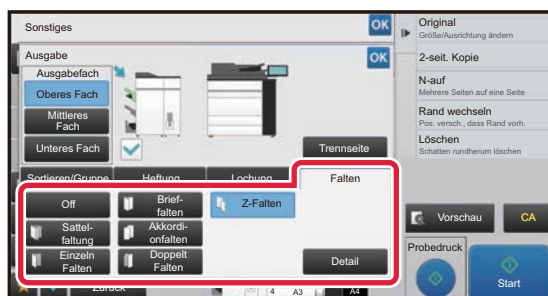 Sonstiges
OK
Ausgabe
OK
Ausgabefach
Oberes Fach
Mittleres
Fach
Unteres Fach
Trennseite
Sortieren/Gruppe
Heftung
Lochung
Falten
Off
Brief-
falten
Z-Falten
Sattel-
faltung
Akkordi-
onfalten
Einzeln
Falten
Doppelt
Falten
Detail
Zurück
4
A3
A4
Original
Größe/Ausrichtung ändern
2-seit. Kopie
N-auf
Mehrere Seiten auf eine Seite
Rand wechseln
Pos. versch., dass Rand vorh.
Löschen
Schatten rundherum löschen
Vorschau
CA
Probedruck
Start